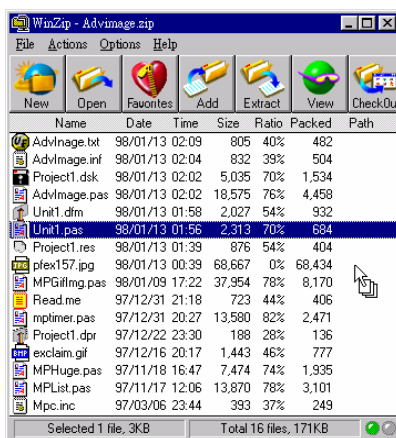 WinZip - Advimage.zip
File Actions Options Help
New Open Favorites Add Extract View CheckOu
Name Date Time Size Ratio Packed Path
AdvInage.txt 98/01/13 02:09 805 40% 482
AdvImage.inf 98/01/13 02:04 832 39% 504
Project1.dsk 98/01/13 02:02 5,035 70% 1,534
AdvImage.pas 98/01/13 02:02 18,575 76% 4,458
Unit1.dfm 98/01/13 01:58 2,027 54% 932
Unit1.pas 98/01/13 01:56 2,313 70% 684
Project1.res 98/01/13 01:39 876 54% 404
pfex157.jpg 98/01/13 00:39 68,667 0% 68,434
MPGifImg.pas 98/01/09 17:22 37,954 78% 8,170
Read.me 97/12/31 21:18 723 44% 406
mptimer.pas 97/12/31 20:27 13,580 82% 2,471
Project1.dpr 97/12/22 23:30 188 28% 136
exclaim.gif 97/12/16 20:17 1,443 46% 777
MPHuge.pas 97/11/18 16:47 7,474 74% 1,935
MPList.pas 97/11/17 12:06 13,870 78% 3,101
Mpc.inc 97/03/06 23:44 393 37% 249
Selected 1 file, 3KB Total 16 files, 171KB